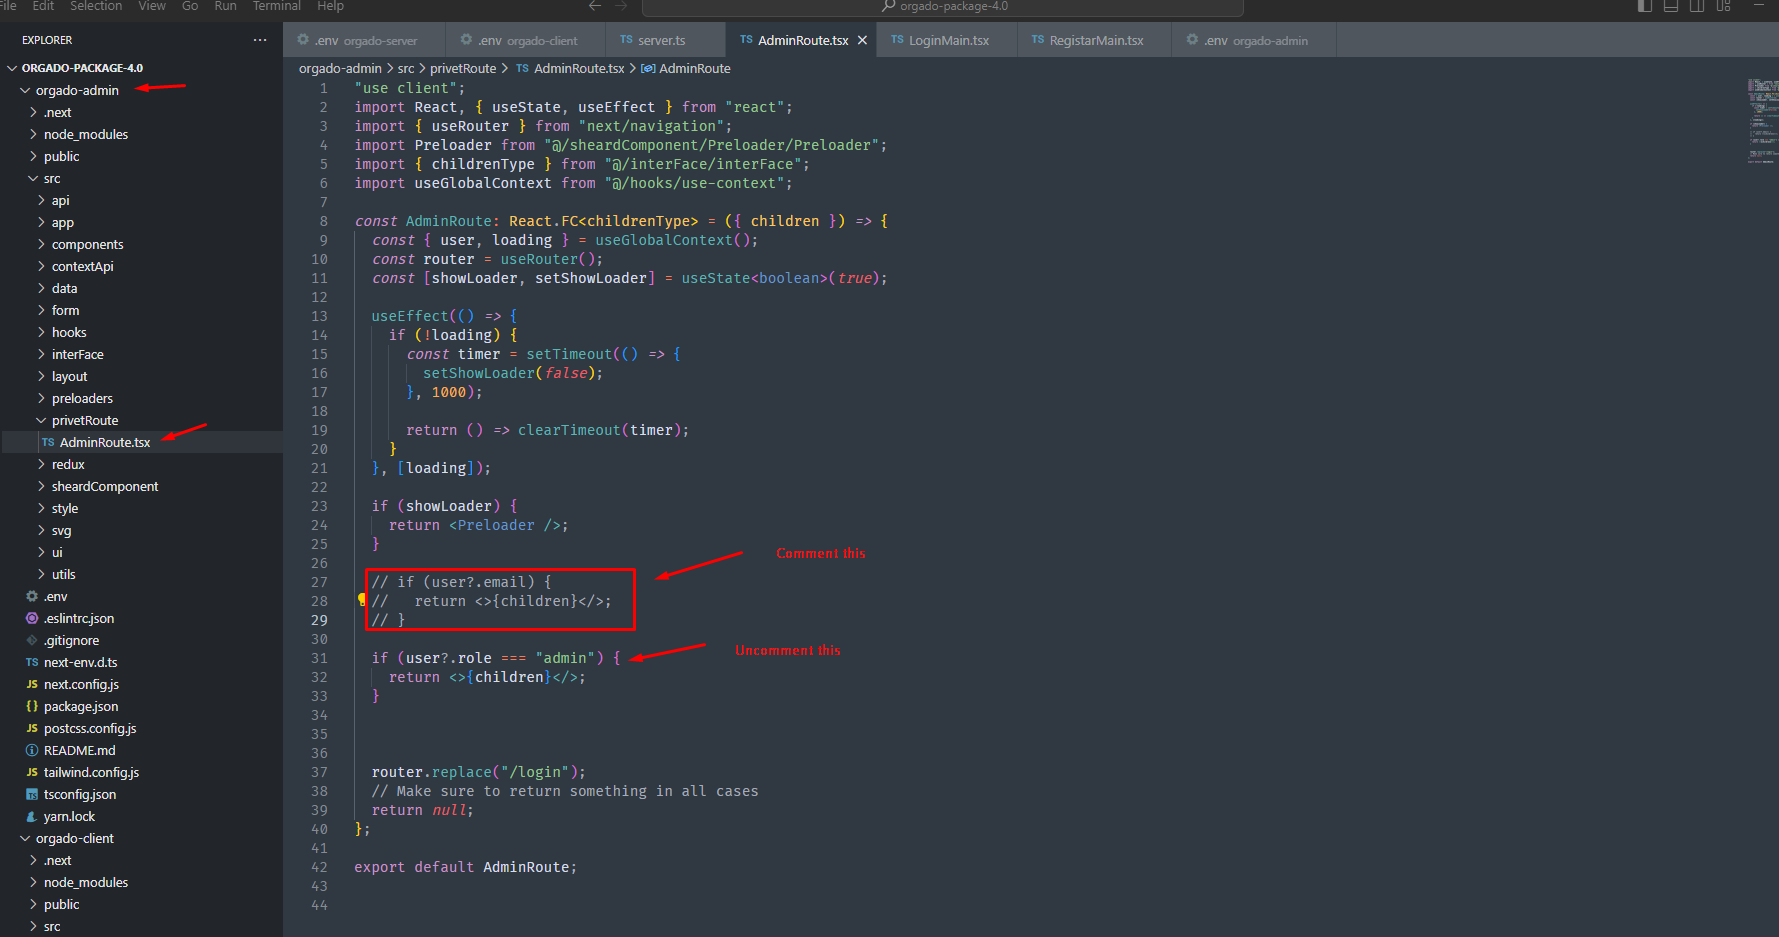 File Edit Selection View Go Run Terminal Help
orgado-package-4.0
EXPLORER
.env orgado-server
.env orgado-client
TS server.ts
TS AdminRoute.tsx
TS LoginMain.tsx
TS RegistarMain.tsx
.env orgado-admin
ORGADO-PACKAGE-4.0
orgado-admin
.next
node_modules
public
src
api
app
components
contextApi
data
form
hooks
interFace
layout
preloaders
privetRoute
TS AdminRoute.tsx
redux
sheardComponent
style
svg
ui
utils
.env
.eslintrc.json
.gitignore
TS next-env.d.ts
JS next.config.js
{} package.json
JS postcss.config.js
README.md
JS tailwind.config.js
TS tsconfig.json
yarn.lock
orgado-client
.next
node_modules
public
src
orgado-admin > src > privetRoute > TS AdminRoute.tsx > AdminRoute
1 "use client";
2 import React, { useState, useEffect } from "react";
3 import { useRouter } from "next/navigation";
4 import Preloader from "@/sheardComponent/Preloader/Preloader";
5 import { childrenType } from "@/interFace/interFace";
6 import useGlobalContext from "@/hooks/use-context";
7
8 const AdminRoute: React.FC<childrenType> = ({ children }) => {
9 const { user, loading } = useGlobalContext();
10 const router = useRouter();
11 const [showLoader, setShowLoader] = useState<boolean>(true);
12
13 useEffect(() => {
14 if (!loading) {
15 const timer = setTimeout(() => {
16 setShowLoader(false);
17 }, 1000);
18
19 return () => clearTimeout(timer);
20 }
21 }, [loading]);
22
23 if (showLoader) {
24 return <Preloader />;
25 }
26
Comment this
27 // if (user?.email) {
28 // return <>{children}</>;
29 // }
30
Uncomment this
31 if (user?.role === "admin") {
32 return <>{children}</>;
33 }
34
35
36
37 router.replace("/login");
38 // Make sure to return something in all cases
39 return null;
40 };
41
42 export default AdminRoute;
43
44